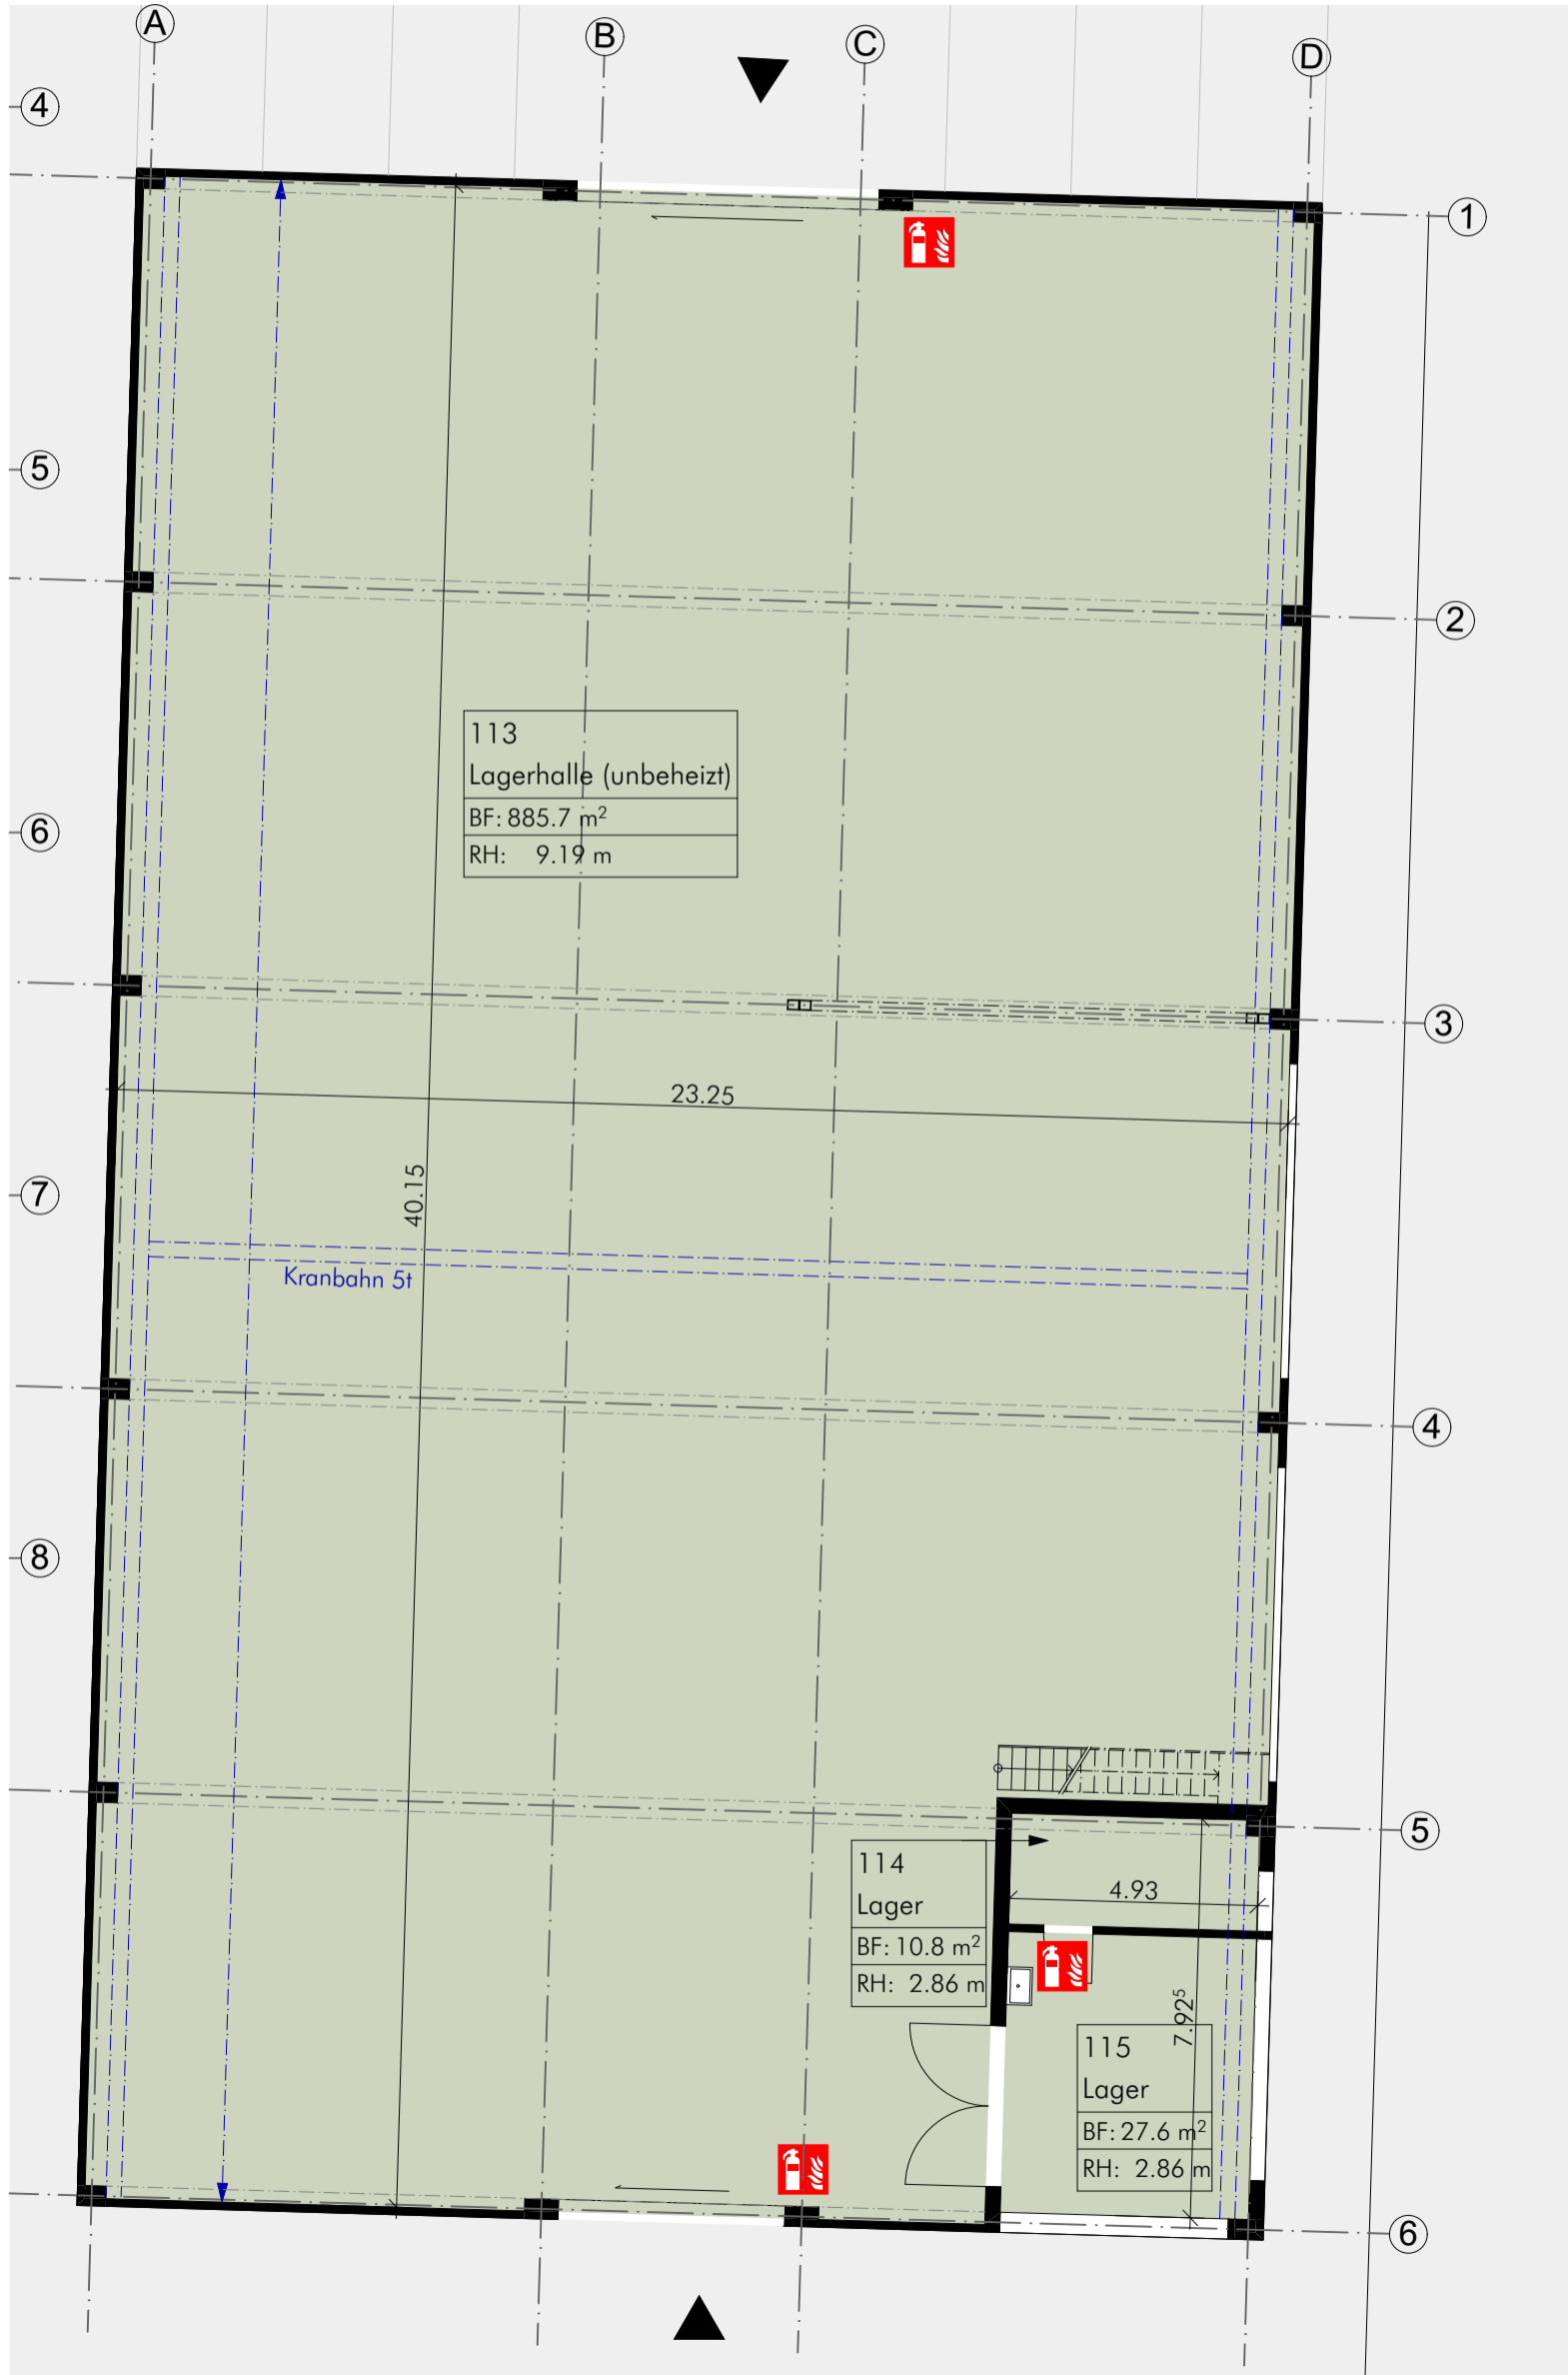 A
B
C
D
4
1
5
2
113
Lagerhalle (unbeheizt)
BF: 885.7 m²
RH: 9.19 m
6
3
23.25
40.15
7
Kranbahn 5t
4
8
5
114
Lager
BF: 10.8 m²
RH: 2.86 m
4.93
7.92⁵
115
Lager
BF: 27.6 m²
RH: 2.86 m
6